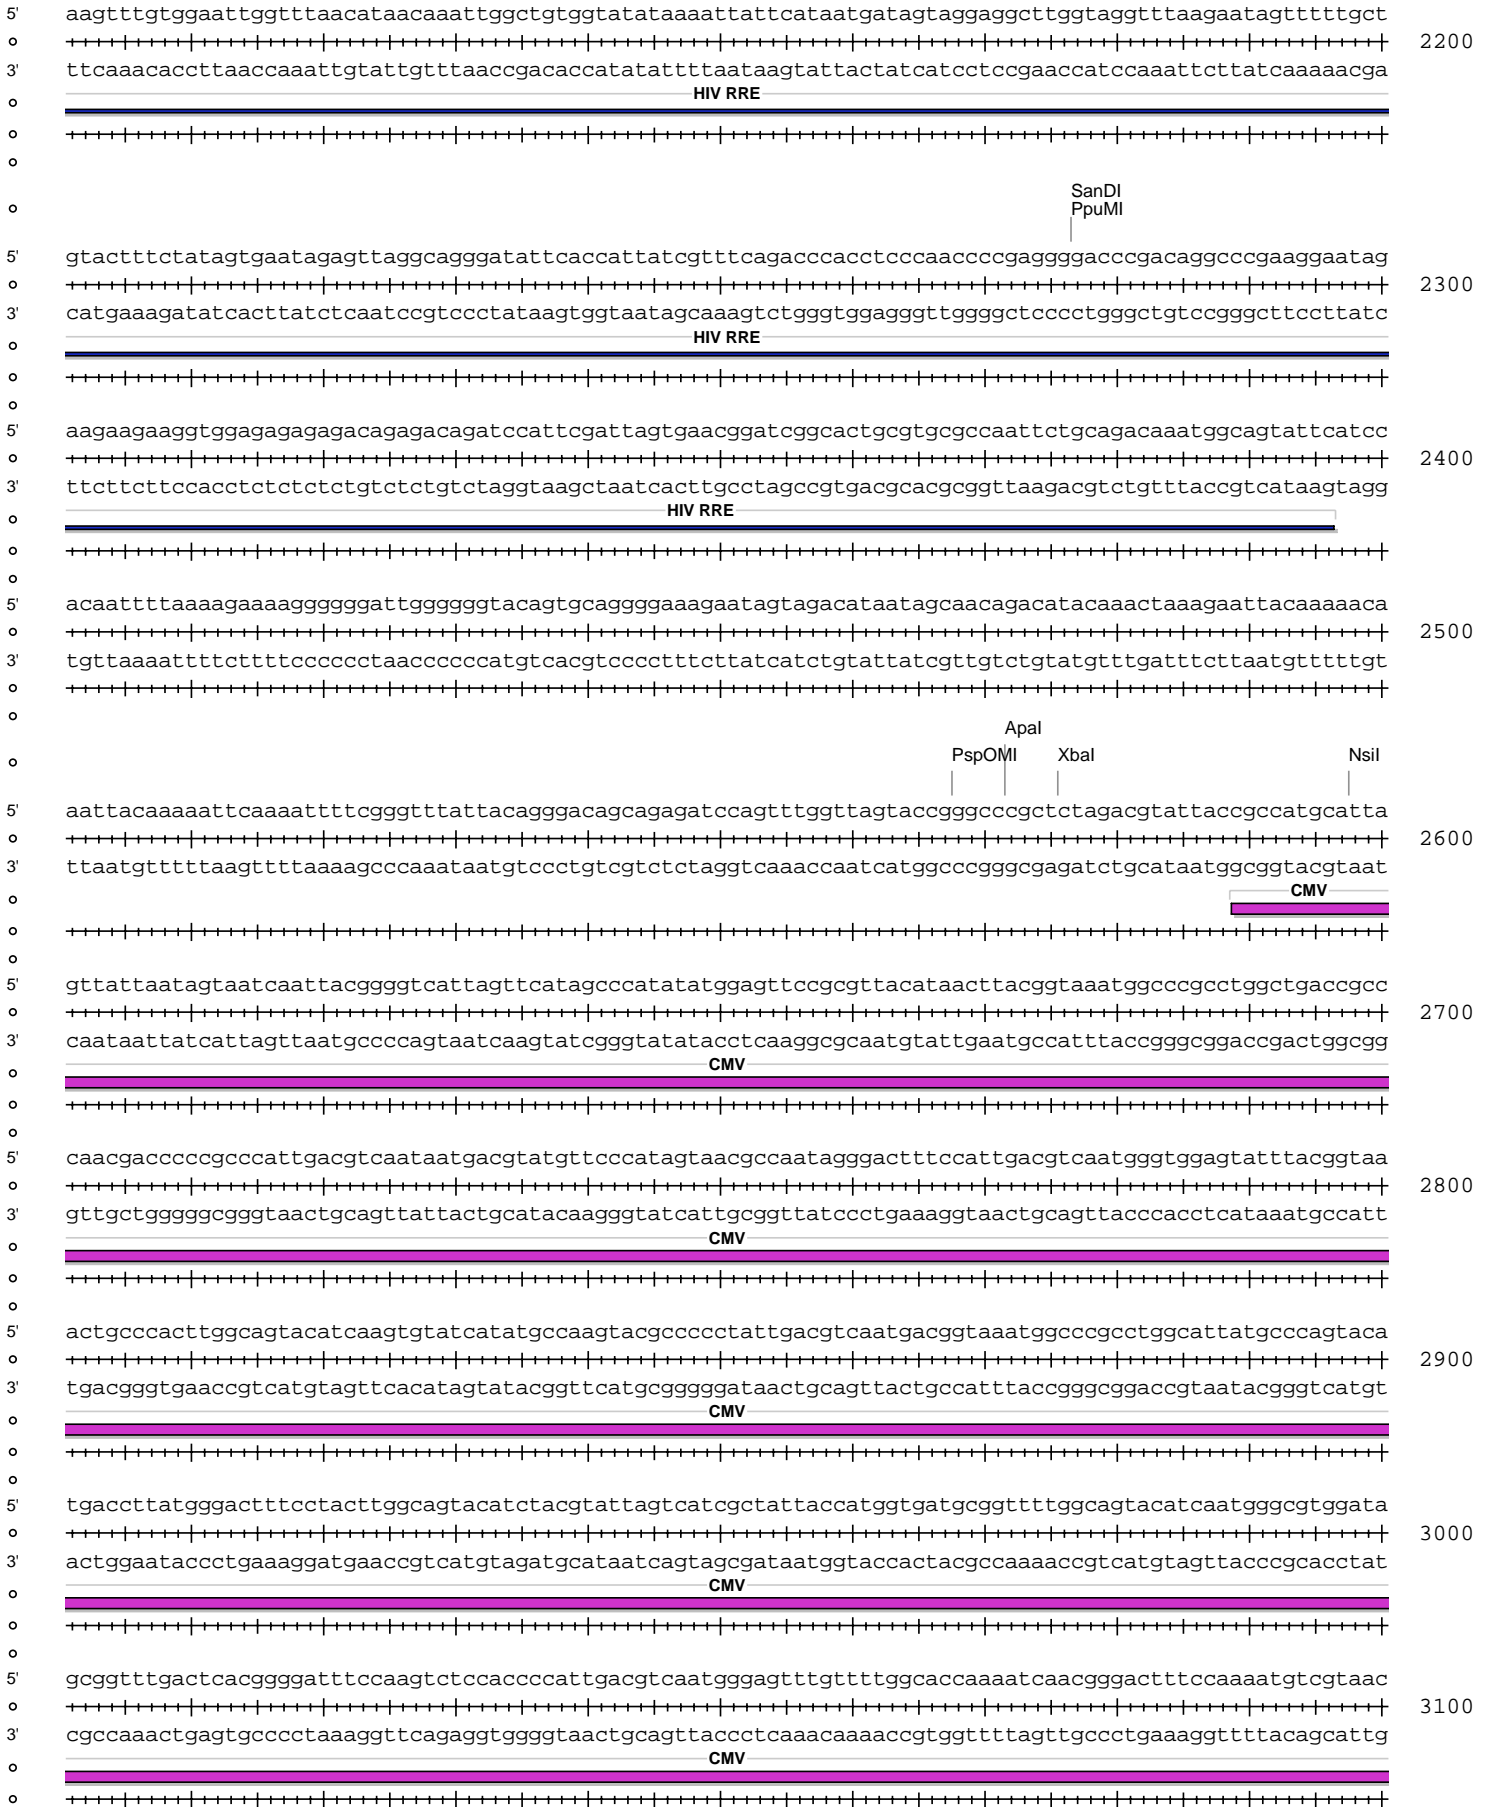 5' aagtttgtggaattggtttaacataacaaattggctgtggtatataaaattattcataatgatagtaggaggcttggtaggtttaagaatagtttttgct
2200
3' ttcaaacaccttaaccaaattgtattgtttaaccgacaccatatattttaataagtattactatcatcctccgaaccatccaaattcttatcaaaaacga
HIV RRE
SanDI
PpuMI
5' gtactttctatagtgaatagagttaggcagggatattcaccattatcgtttcagacccacctcccaaccccgaggggacccgacaggcccgaaggaatag
2300
3' catgaaagatatcacttatctcaatccgtccctataagtggtaatagcaaagtctgggtggagggttggggctcccctgggctgtccgggcttccttatc
HIV RRE
5' aagaagaaggtggagagagagacagagacagatccattcgattagtgaacggatcggcactgcgtgcgccaattctgcagacaaatggcagtattcatcc
2400
3' ttcttcttccacctctctctctgtctctgtctaggtaagctaatcacttgcctagccgtgacgcacgcggttaagacgtctgtttaccgtcataagtagg
HIV RRE
5' acaattttaaaagaaaaggggggattggggggtacagtgcaggggaaagaatagtagacataatagcaacagacatacaaactaaagaattacaaaaaca
2500
3' tgttaaaattttcttttccccccta​accccccatgtcacgtcccctttcttatcatctgtattatcgttgtctgtatgtttgatttcttaatgtttttgt
ApaI
PspOMI XbaI NsiI
5' aattacaaaaattcaaaattttcgggtttattacagggacagcagagatccagtttggttagtaccgggcccgctctagacgtattaccgccatgcatta
2600
3' ttaatgtttttaagttttaaaagcccaaataatgtccctgtcgtctctaggtcaaaccaatcatggcccgggcgagatctgcataatggcggtacgtaat
CMV
5' gttattaatagtaatcaattacggggtcattagttcatagcccatatatggagttccgcgttacataacttacggtaaatggcccgcctggctgaccgcc
2700
3' caataattatcattagttaatgccccagtaatcaagtatcgggtatatacctcaaggcgcaatgtattgaatgccatttaccgggcggaccgactggcgg
CMV
5' caacgacccccgcccattgacgtcaataatgacgtatgttcccatagtaacgccaatagggactttccattgacgtcaatgggtggagtatttacggtaa
2800
3' gttgctgggggcgggtaactgcagttattactgcatacaagggtatcattgcggttatccctgaaaggtaactgcagttacccacctcataaatgccatt
CMV
5' actgcccacttggcagtacatcaagtgtatcatatgccaagtacgccccctattgacgtcaatgacggtaaatggcccgcctggcattatgcccagtaca
2900
3' tgacgggtgaaccgtcatgtagttcacatagtatacggttcatgcgggggataactgcagttactgccatttaccgggcggaccgtaatacgggtcatgt
CMV
5' tgaccttatgggactttcctacttggcagtacatctacgtattagtcatcgctattaccatggtgatgcggttttggcagtacatcaatgggcgtggata
3000
3' actggaataccctgaaaggatgaaccgtcatgtagatgcataatcagtagcgataatggtaccactacgccaaaaccgtcatgtagttacccgcacctat
CMV
5' gcggtttgactcacggggatttccaagtctccaccccattgacgtcaatgggagtttgttttggcaccaaaatcaacgggactttccaaaatgtcgtaac
3100
3' cgccaaactgagtgcccctaaaggttcagaggtggggtaactgcagttaccctcaaacaaaaccgtggttttagttgccctgaaaggttttacagcattg
CMV